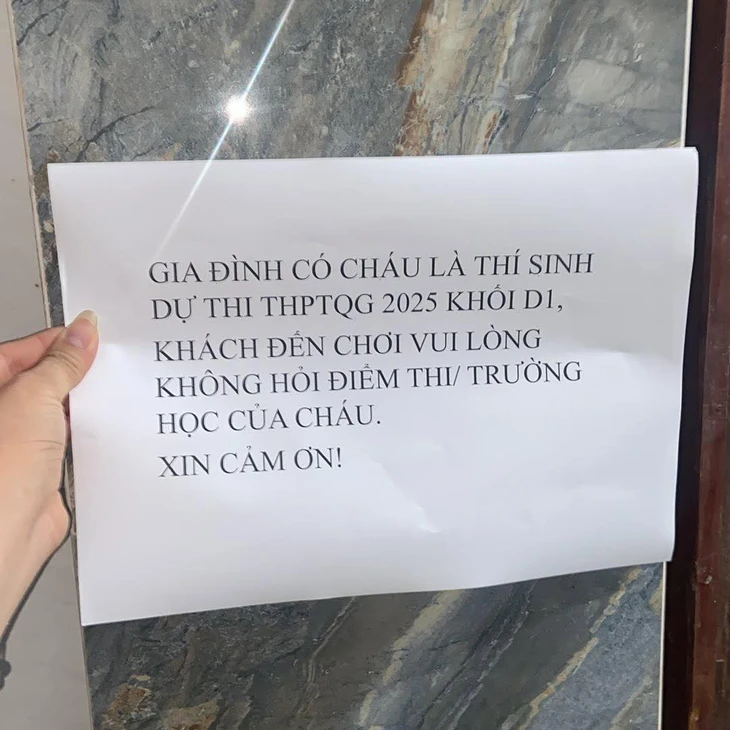 GIA ĐÌNH CÓ CHÁU LÀ THÍ SINH
DỰ THI THPTQG 2025 KHỐI D1,
KHÁCH ĐẾN CHƠI VUI LÒNG
KHÔNG HỎI ĐIỂM THI/ TRƯỜNG
HỌC CỦA CHÁU.
XIN CẢM ƠN!